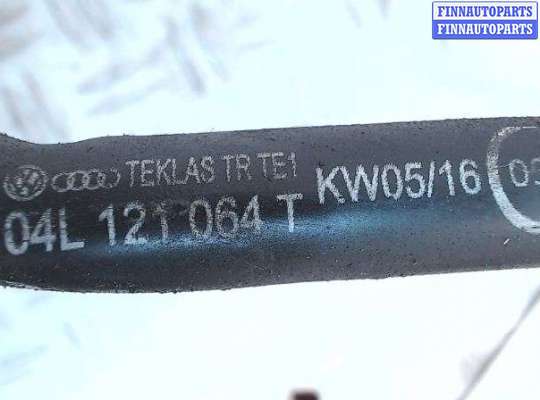 FINNAUTOPARTS
FINNAUTOPARTS
TEKLAS TR TE1
04L 121 064 T
KW05/16